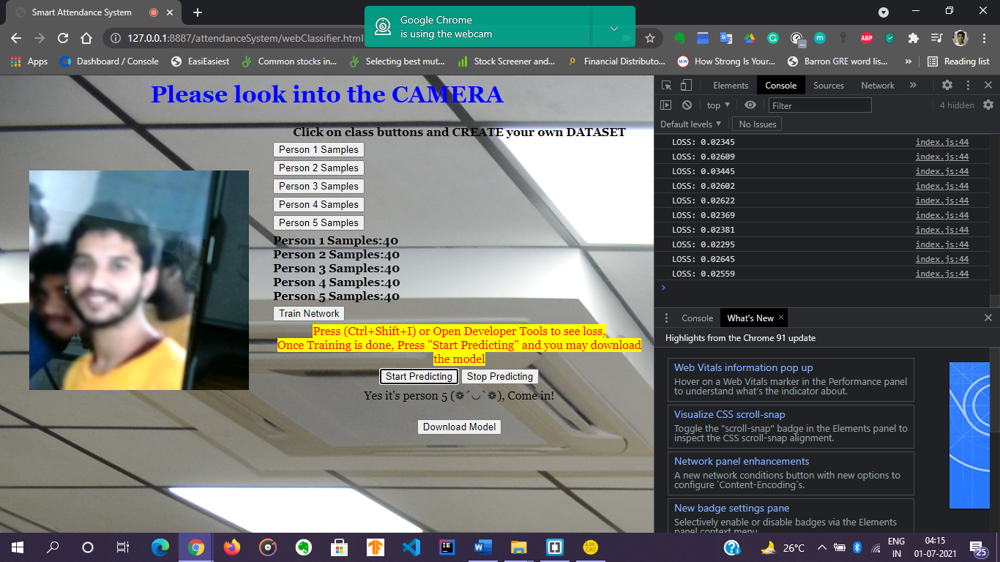 Smart Attendance System
Google Chrome
is using the webcam
127.0.0.1:8887/attendanceSystem/webClassifier.html
ABP
Apps
Dashboard / Console
EasiEasiest
Common stocks in...
Selecting best mut...
Stock Screener and...
Financial Distributo...
How Strong Is Your...
Barron GRE word lis...
»
Reading list
Please look into the CAMERA
Click on class buttons and CREATE your own DATASET
Person 1 Samples
Person 2 Samples
Person 3 Samples
Person 4 Samples
Person 5 Samples
Person 1 Samples:40
Person 2 Samples:40
Person 3 Samples:40
Person 4 Samples:40
Person 5 Samples:40
Train Network
Press (Ctrl+Shift+I) or Open Developer Tools to see loss,
Once Training is done, Press "Start Predicting" and you may download
the model
Start Predicting Stop Predicting
Yes it's person 5 (❁´◡`❁), Come in!
Download Model
Elements Console Sources Network »
top Filter 4 hidden
Default levels No Issues
LOSS: 0.02345 index.js:44
LOSS: 0.02609 index.js:44
LOSS: 0.03445 index.js:44
LOSS: 0.02602 index.js:44
LOSS: 0.02622 index.js:44
LOSS: 0.02369 index.js:44
LOSS: 0.02381 index.js:44
LOSS: 0.02295 index.js:44
LOSS: 0.02645 index.js:44
LOSS: 0.02559 index.js:44
Console What's New
Highlights from the Chrome 91 update
Web Vitals information pop up
Hover on a Web Vitals marker in the Performance panel
to understand what's the indicator about.
Visualize CSS scroll-snap
Toggle the "scroll-snap" badge in the Elements panel to
inspect the CSS scroll-snap alignment.
Network panel enhancements
A new network conditions button with new options to
configure `Content-Encoding`s.
New badge settings pane
Selectively enable or disable badges via the Elements
panel context menu.
26°C
ENG
IN
04:15
01-07-2021
25